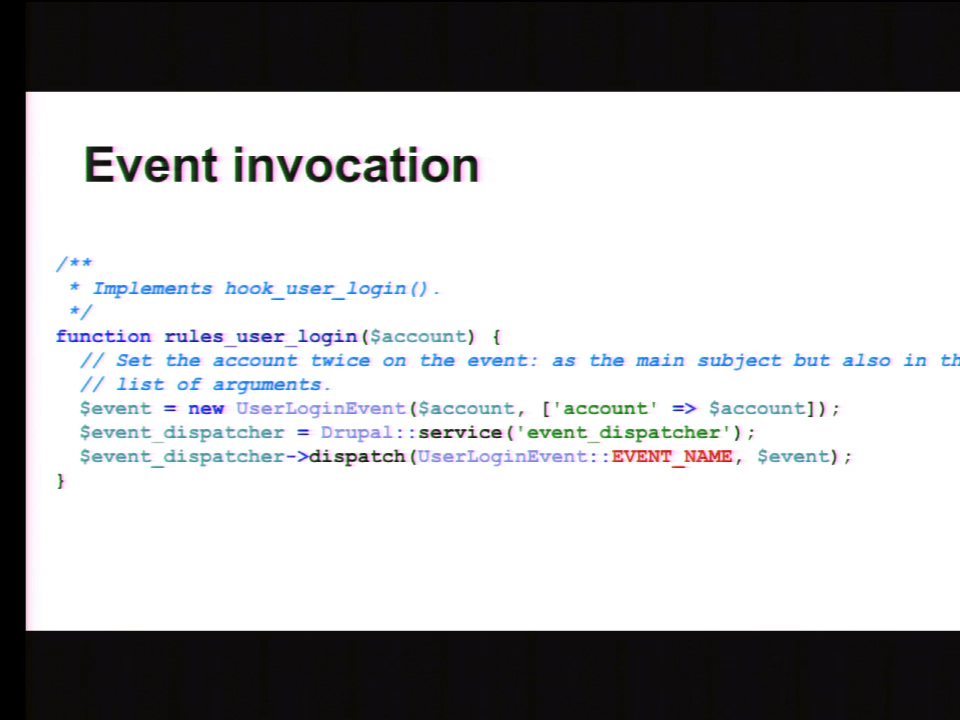 Event invocation
/**
 * Implements hook_user_login().
 */
function rules_user_login($account) {
  // Set the account twice on the event: as the main subject but also in th
  // list of arguments.
  $event = new UserLoginEvent($account, ['account' => $account]);
  $event_dispatcher = Drupal::service('event_dispatcher');
  $event_dispatcher->dispatch(UserLoginEvent::EVENT_NAME, $event);
}